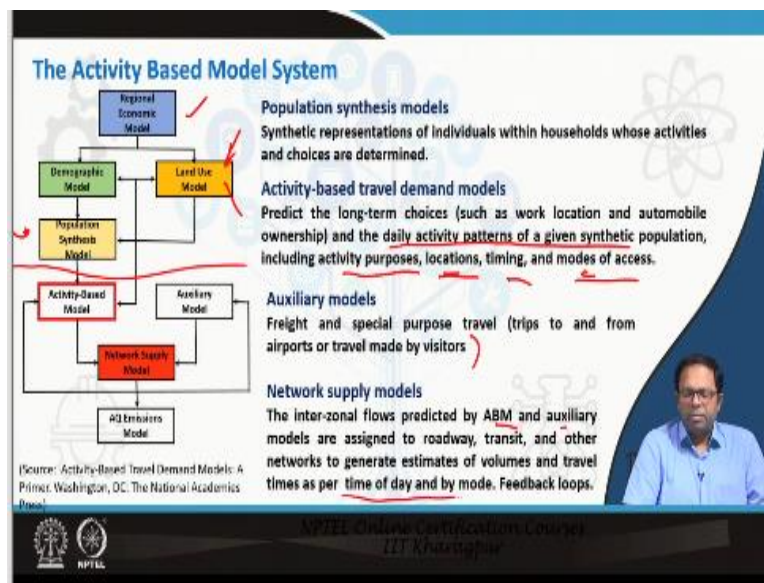 The Activity Based Model System
Regional
Economic
Model
Demographic
Model
Land Use
Model
Population
Synthesis
Model
Activity-Based
Model
Auxiliary
Model
Network Supply
Model
AQ Emissions
Model
(Source: Activity-Based Travel Demand Models: A
Primer. Washington, DC. The National Academies
Press)
Population synthesis models
Synthetic representations of individuals within households whose activities
and choices are determined.
Activity-based travel demand models
Predict the long-term choices (such as work location and automobile
ownership) and the daily activity patterns of a given synthetic population,
including activity purposes, locations, timing, and modes of access.
Auxiliary models
Freight and special purpose travel (trips to and from
airports or travel made by visitors
Network supply models
The inter-zonal flows predicted by ABM and auxiliary
models are assigned to roadway, transit, and other
networks to generate estimates of volumes and travel
times as per time of day and by mode. Feedback loops.
NPTEL Online Certification Courses
IIT Kharagpur
NPTEL